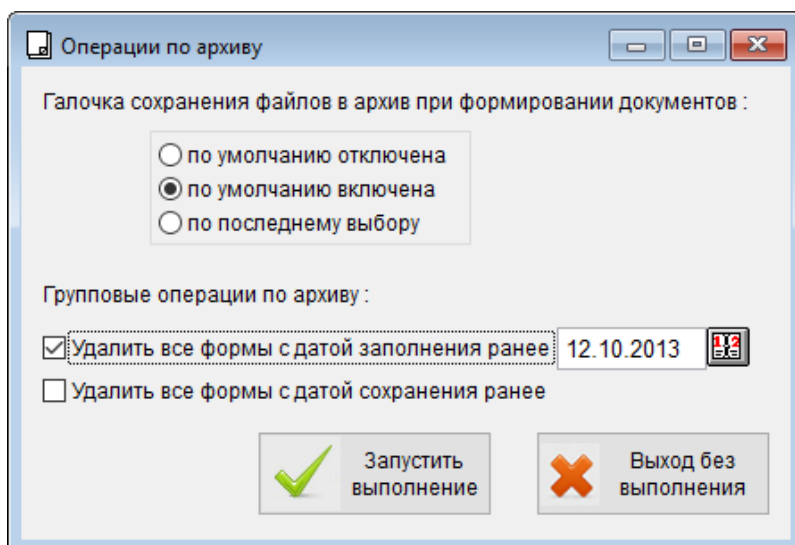 Операции по архиву
Галочка сохранения файлов в архив при формировании документов :
по умолчанию отключена
по умолчанию включена
по последнему выбору
Групповые операции по архиву :
Удалить все формы с датой заполнения ранее 12.10.2013
Удалить все формы с датой сохранения ранее
Запустить
выполнение
Выход без
выполнения